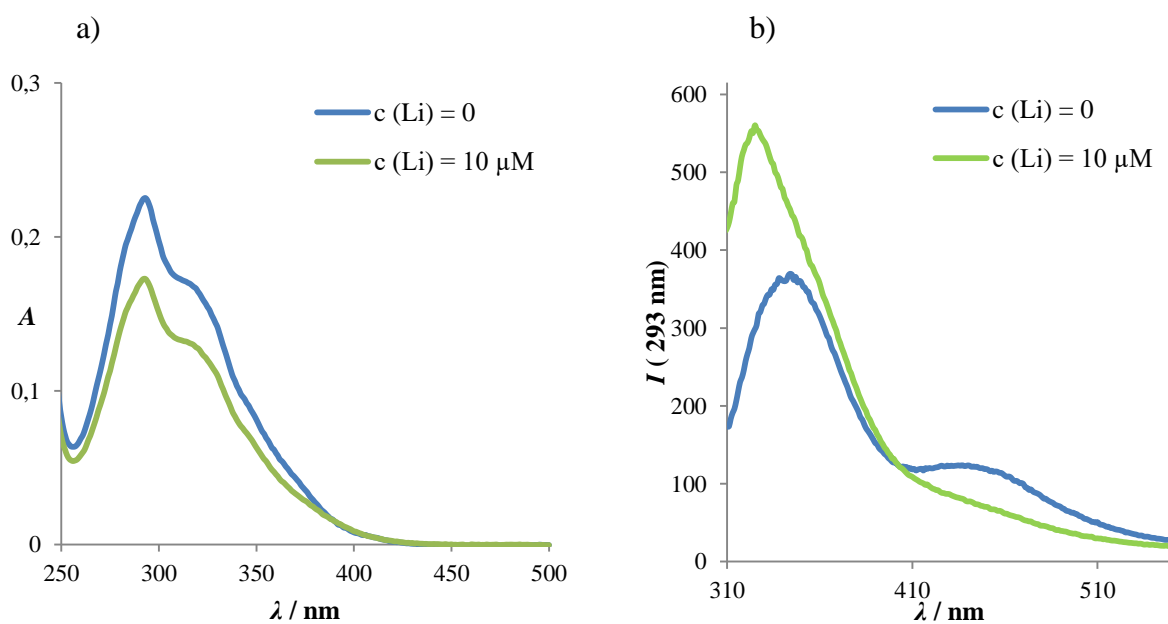 a)
0,3
0,2
0,1
0
A
250 300 350 400 450 500
λ / nm
c (Li) = 0
c (Li) = 10 µM
b)
600
500
400
300
200
100
0
I ( 293 nm)
310 410 510
λ / nm
c (Li) = 0
c (Li) = 10 µM